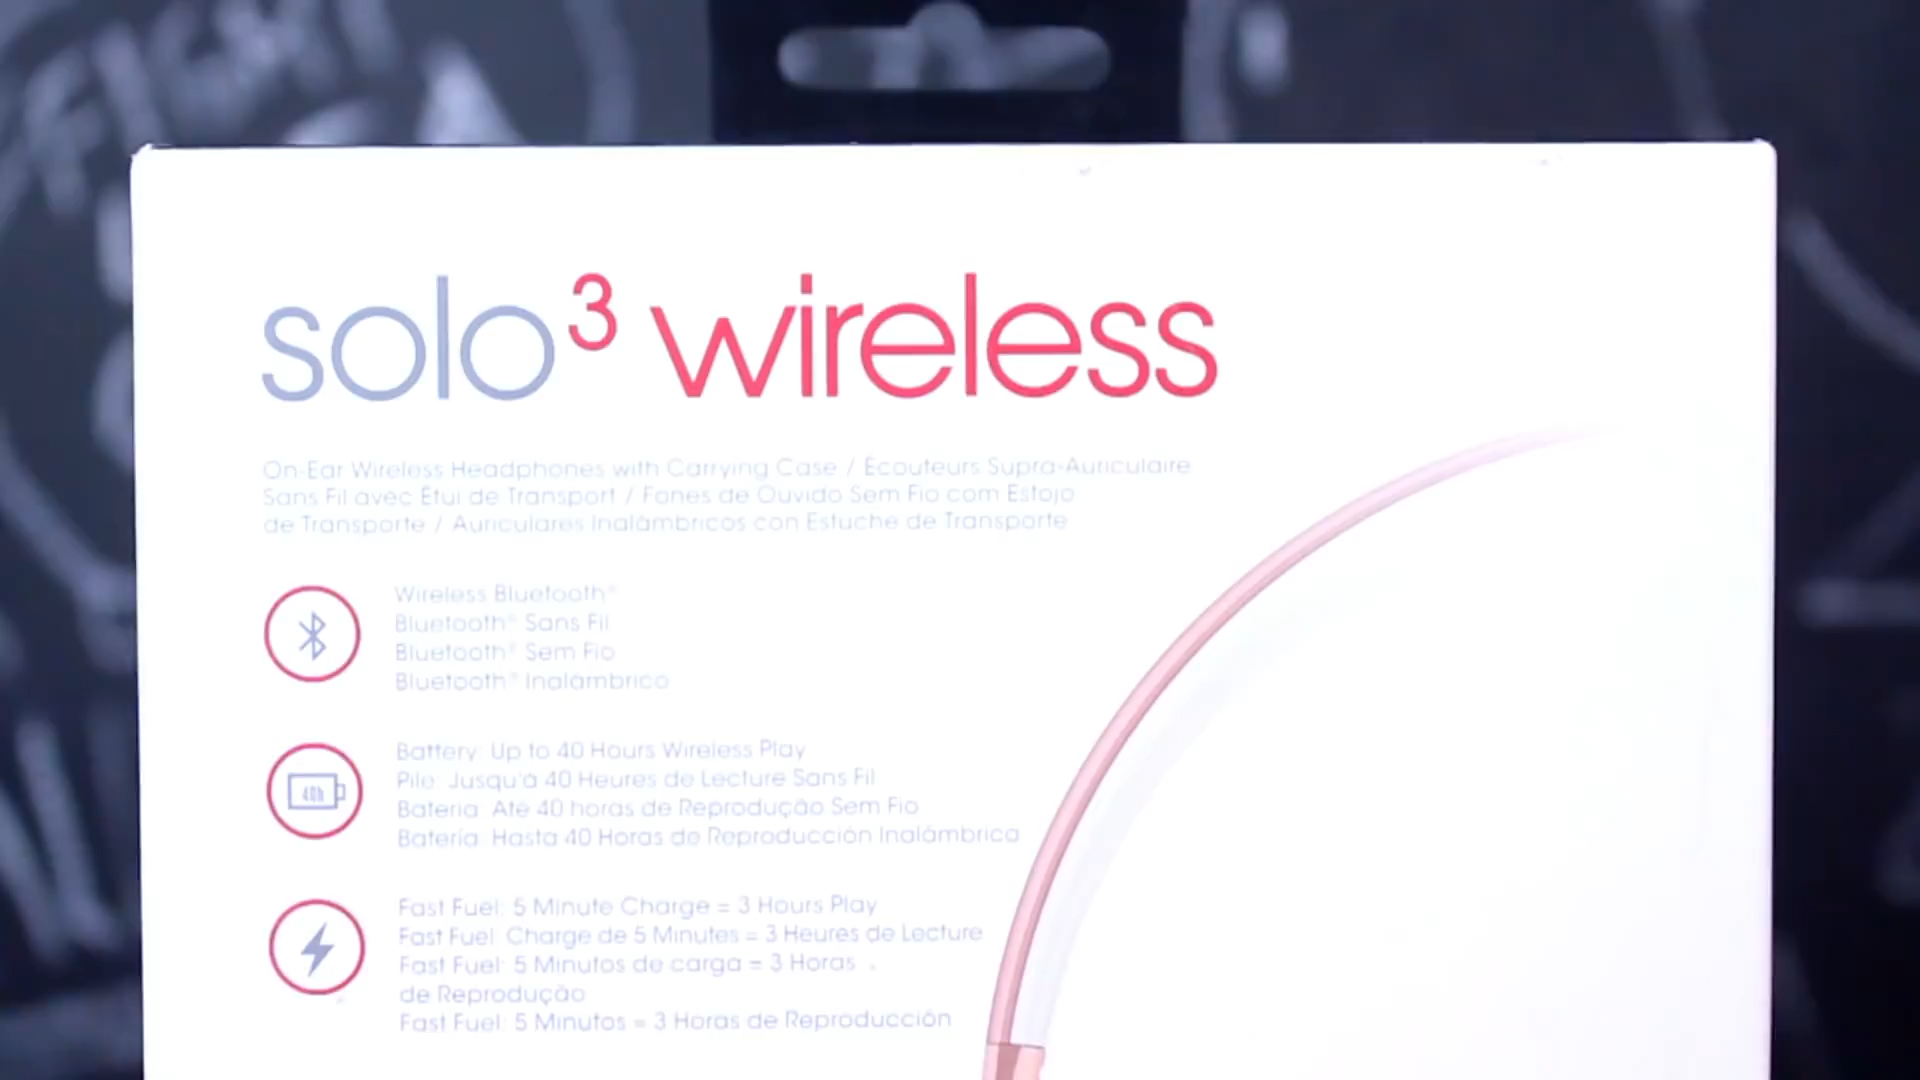 solo³ wireless
On-Ear Wireless Headphones with Carrying Case / Écouteurs Supra-Auriculaire
Sans Fil avec Étui de Transport / Fones de Ouvido Sem Fio com Estojo
de Transporte / Auriculares Inalámbricos con Estuche de Transporte
Wireless Bluetooth®
Bluetooth® Sans Fil
Bluetooth® Sem Fio
Bluetooth® Inalámbrico
40h
Battery: Up to 40 Hours Wireless Play
Pile: Jusqu'à 40 Heures de Lecture Sans Fil
Bateria: Até 40 horas de Reprodução Sem Fio
Batería: Hasta 40 Horas de Reproducción Inalámbrica
Fast Fuel: 5 Minute Charge = 3 Hours Play
Fast Fuel: Charge de 5 Minutes = 3 Heures de Lecture
Fast Fuel: 5 Minutos de carga = 3 Horas
de Reprodução
Fast Fuel: 5 Minutos = 3 Horas de Reproducción